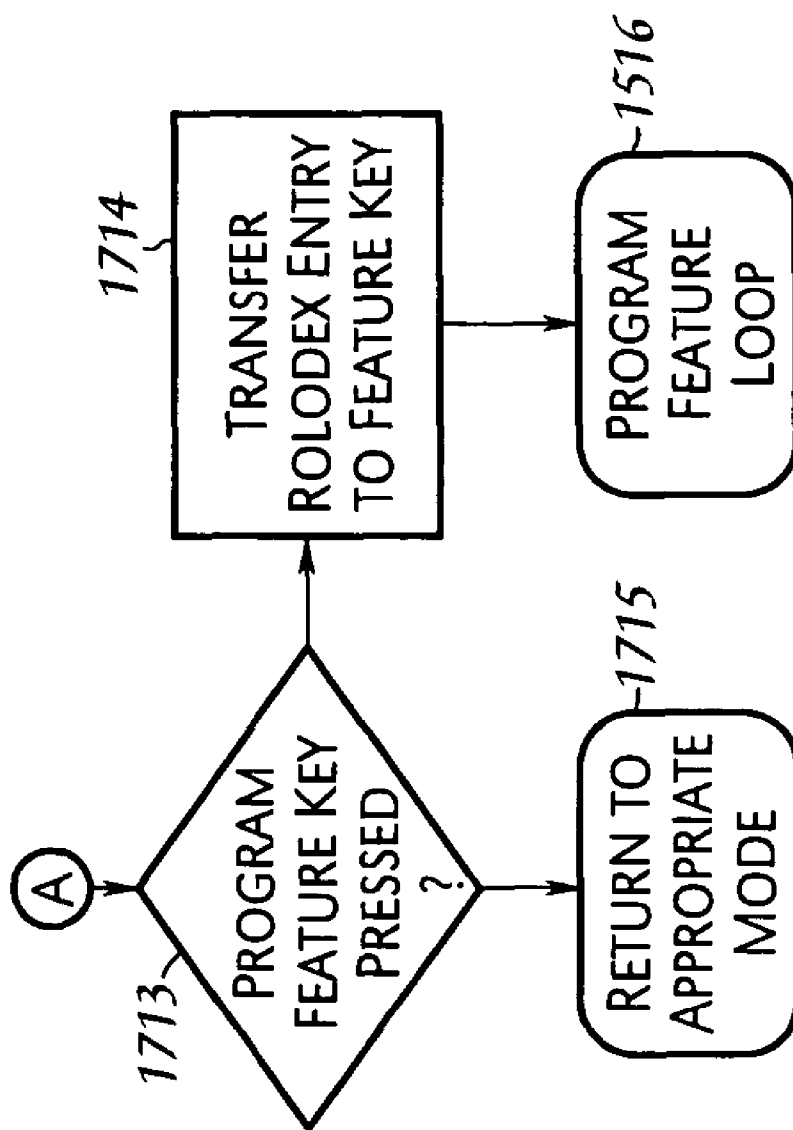 A
1713
PROGRAM
FEATURE KEY
PRESSED
?
1714
TRANSFER
ROLODEX ENTRY
TO FEATURE KEY
1715
RETURN TO
APPROPRIATE
MODE
1516
PROGRAM
FEATURE
LOOP